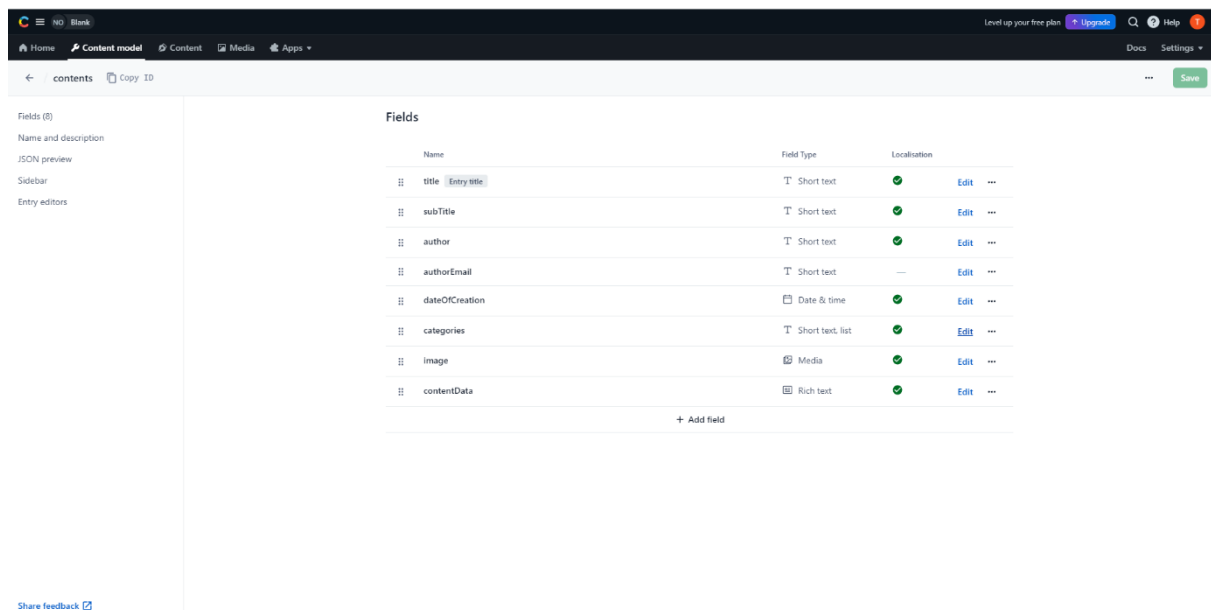 NO Blank Level up your free plan Upgrade Help T
Home Content model Content Media Apps Docs Settings
contents Copy ID Save
Fields (8)
Name and description
JSON preview
Sidebar
Entry editors
Fields
Name Field Type Localisation
title Entry title Short text Edit
subTitle Short text Edit
author Short text Edit
authorEmail Short text — Edit
dateOfCreation Date & time Edit
categories Short text, list Edit
image Media Edit
contentData Rich text Edit
+ Add field
Share feedback